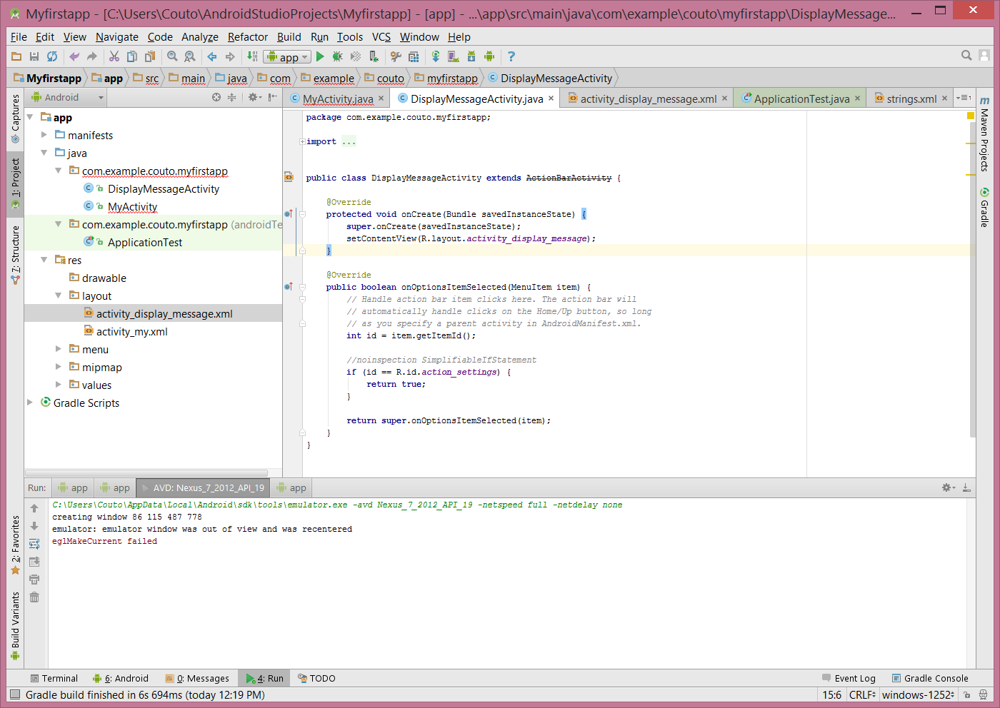 Myfirstapp - [C:\Users\Couto\AndroidStudioProjects\Myfirstapp] - [app] - ...\app\src\main\java\com\example\couto\myfirstapp\DisplayMessage...
File Edit View Navigate Code Analyze Refactor Build Run Tools VCS Window Help
app
Myfirstapp app src main java com example couto myfirstapp DisplayMessageActivity
Android
MyActivity.java DisplayMessageActivity.java activity_display_message.xml ApplicationTest.java strings.xml
Captures
1: Project
7: Structure
2: Favorites
Build Variants
app
manifests
java
com.example.couto.myfirstapp
DisplayMessageActivity
MyActivity
com.example.couto.myfirstapp (androidTe
ApplicationTest
res
drawable
layout
activity_display_message.xml
activity_my.xml
menu
mipmap
values
Gradle Scripts
package com.example.couto.myfirstapp;
import ...
public class DisplayMessageActivity extends ActionBarActivity {
@Override
protected void onCreate(Bundle savedInstanceState) {
super.onCreate(savedInstanceState);
setContentView(R.layout.activity_display_message);
}
@Override
public boolean onOptionsItemSelected(MenuItem item) {
// Handle action bar item clicks here. The action bar will
// automatically handle clicks on the Home/Up button, so long
// as you specify a parent activity in AndroidManifest.xml.
int id = item.getItemId();
//noinspection SimplifiableIfStatement
if (id == R.id.action_settings) {
return true;
}
return super.onOptionsItemSelected(item);
}
}
m Maven Projects
Gradle
Run: app app AVD: Nexus_7_2012_API_19 app
C:\Users\Couto\AppData\Local\Android\sdk\tools\emulator.exe -avd Nexus_7_2012_API_19 -netspeed full -netdelay none
creating window 86 115 487 778
emulator: emulator window was out of view and was recentered
eglMakeCurrent failed
Terminal 6: Android 0: Messages 4: Run TODO Event Log Gradle Console
Gradle build finished in 6s 694ms (today 12:19 PM) 15:6 CRLF windows-1252